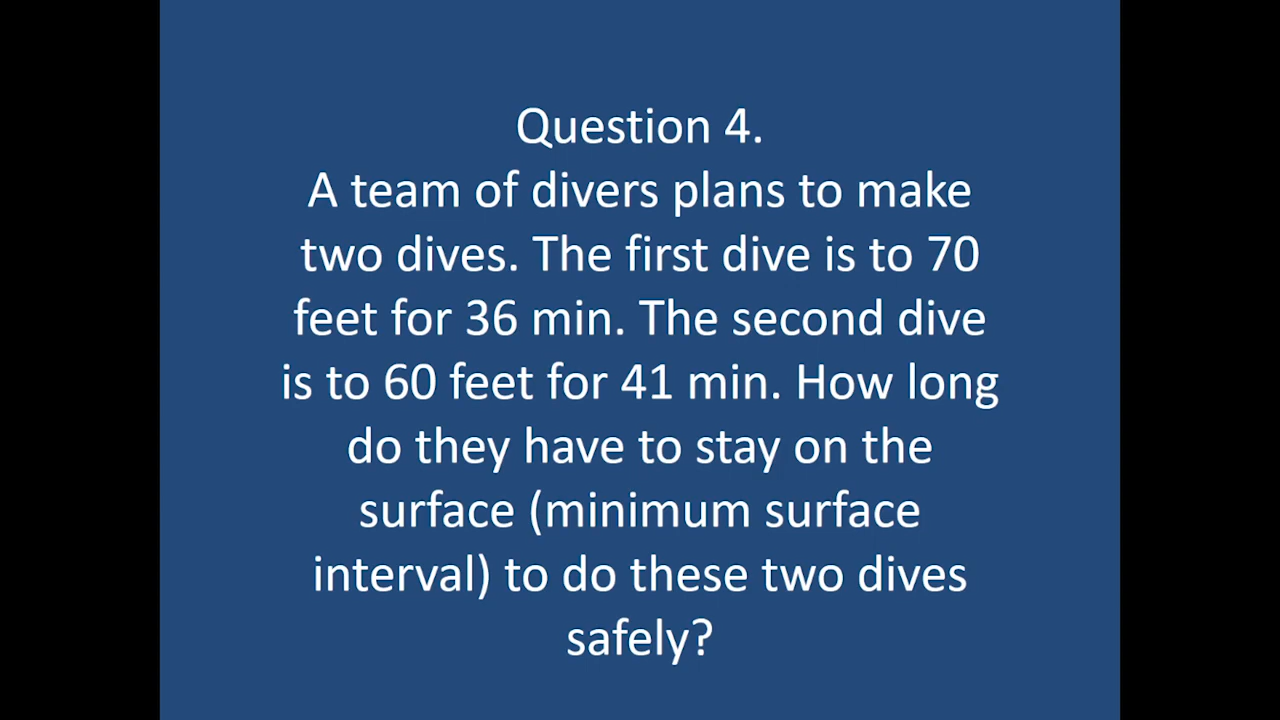 Question 4.
A team of divers plans to make
two dives. The first dive is to 70
feet for 36 min. The second dive
is to 60 feet for 41 min. How long
do they have to stay on the
surface (minimum surface
interval) to do these two dives
safely?